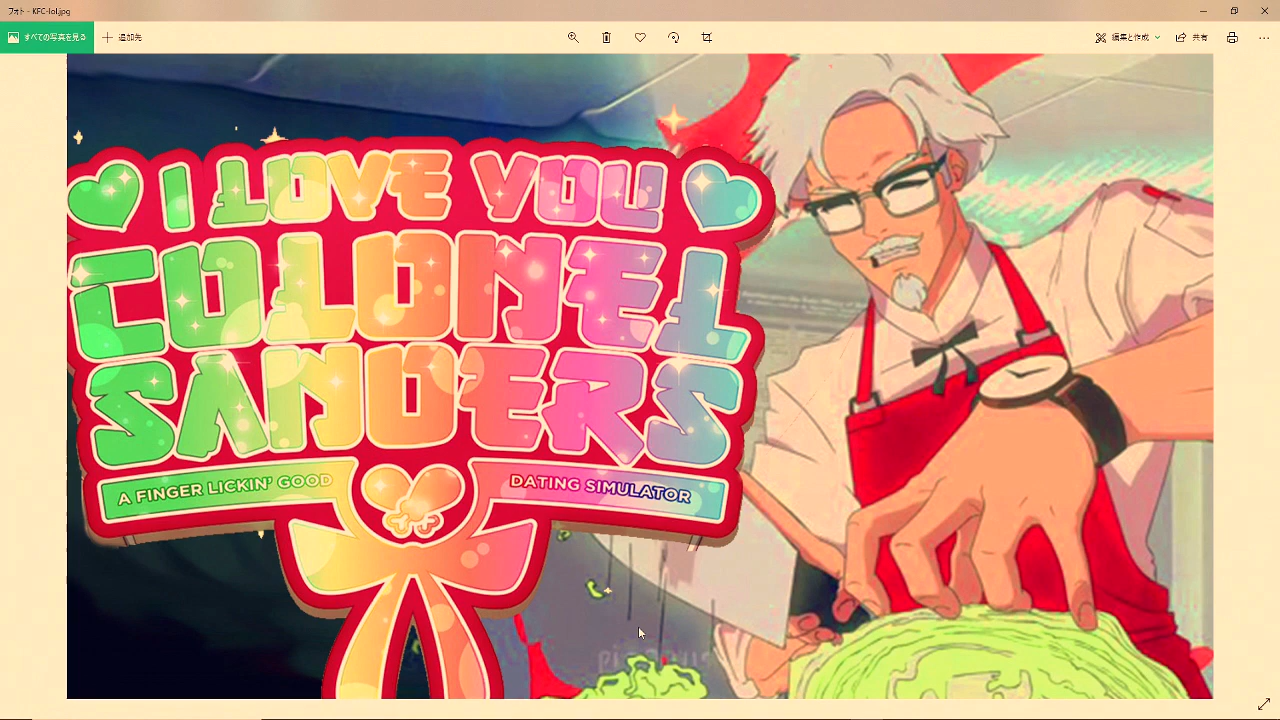 フォト - KFC-lol.jpg
すべての写真を見る
追加先
編集と作成
共有
I LOVE YOU
COLONEL
SANDERS
A FINGER LICKIN' GOOD
DATING SIMULATOR